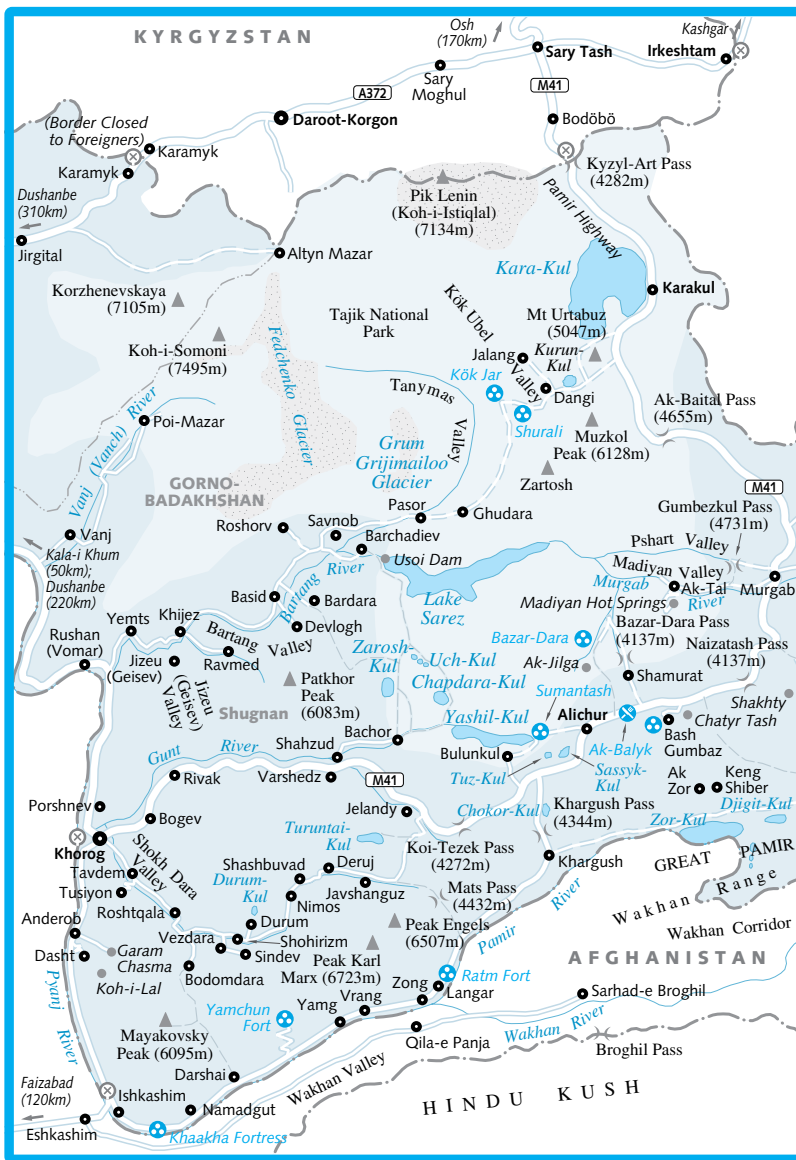 KYRGYZSTAN
Osh
(170km)
Kashgar
Sary Tash
Irkeshtam
Sary
Moghul
A372
M41
Daroot-Korgon
Bodöbö
(Border Closed
to Foreigners)
Karamyk
Karamyk
Kyzyl-Art Pass
(4282m)
Dushanbe
(310km)
Jirgital
Pik Lenin
(Koh-i-Istiqlal)
(7134m)
Pamir Highway
Altyn Mazar
Kara-Kul
Karakul
Korzhenevskaya
(7105m)
Koh-i-Somoni
(7495m)
Fedchenko
Glacier
Tajik National
Park
Kök Ubel
Valley
Mt Urtabuz
(5047m)
Jalang
Kurun-
Kul
Kök Jar
Dangi
Tanymas
Valley
Shurali
Ak-Baital Pass
(4655m)
Vanj (Vanch) River
Poi-Mazar
Grum
Grijimailoo
Glacier
Muzkol
Peak (6128m)
Zartosh
GORNO-
BADAKHSHAN
M41
Gumbezkul Pass
(4731m)
Pasor
Ghudara
Roshorv
Savnob
Barchadiev
Vanj
Kala-i Khum
(50km);
Dushanbe
(220km)
Usoi Dam
Pshart Valley
Madiyan Valley
Murgab
River
Ak-Tal
Murgab
Bartang
River
Basid
Bardara
Lake
Sarez
Madiyan Hot Springs
Yemts
Khijez
Devlogh
Bartang Valley
Bazar-Dara
Bazar-Dara Pass
(4137m)
Naizatash Pass
(4137m)
Rushan
(Vomar)
Jizeu
(Geisev)
Ravmed
Jizeu
(Geisev)
Valley
Zarosh-
Kul
Uch-Kul
Chapdara-Kul
Ak-Jilga
Patkhor
Peak
(6083m)
Sumantash
Shamurat
Shakhty
Shugnan
Bachor
Yashil-Kul
Alichur
Chatyr Tash
Bash
Gumbaz
Ak-Balyk
Gunt River
Shahzud
Bulunkul
Tuz-Kul
Sassyk-
Kul
Rivak
Varshedz
M41
Ak
Zor
Keng
Shiber
Porshnev
Jelandy
Chokor-Kul
Khargush Pass
(4344m)
Djigit-Kul
Zor-Kul
Bogev
Turuntai-
Kul
Khorog
Koi-Tezek Pass
(4272m)
Khargush
GREAT PAMIR
Shokh Dara
Valley
Tavdem
Shashbuvad
Deruj
Tusiyon
Durum-
Kul
Javshanguz
Mats Pass
(4432m)
Wakhan Range
Nimos
Roshtqala
Anderob
Durum
Peak Engels
(6507m)
Pamir River
Wakhan Corridor
Vezdara
Shohirizm
Garam
Chasma
Sindev
Dasht
Koh-i-Lal
Bodomdara
Peak Karl
Marx (6723m)
AFGHANISTAN
Ratm Fort
Zong
Langar
Sarhad-e Broghil
Pyanj River
Yamchun
Fort
Yamg
Vrang
Mayakovsky
Peak (6095m)
Qila-e Panja
Wakhan River
Broghil Pass
Darshai
Wakhan Valley
Faizabad
(120km)
Ishkashim
Namadgut
HINDU KUSH
Eshkashim
Khaakha Fortress